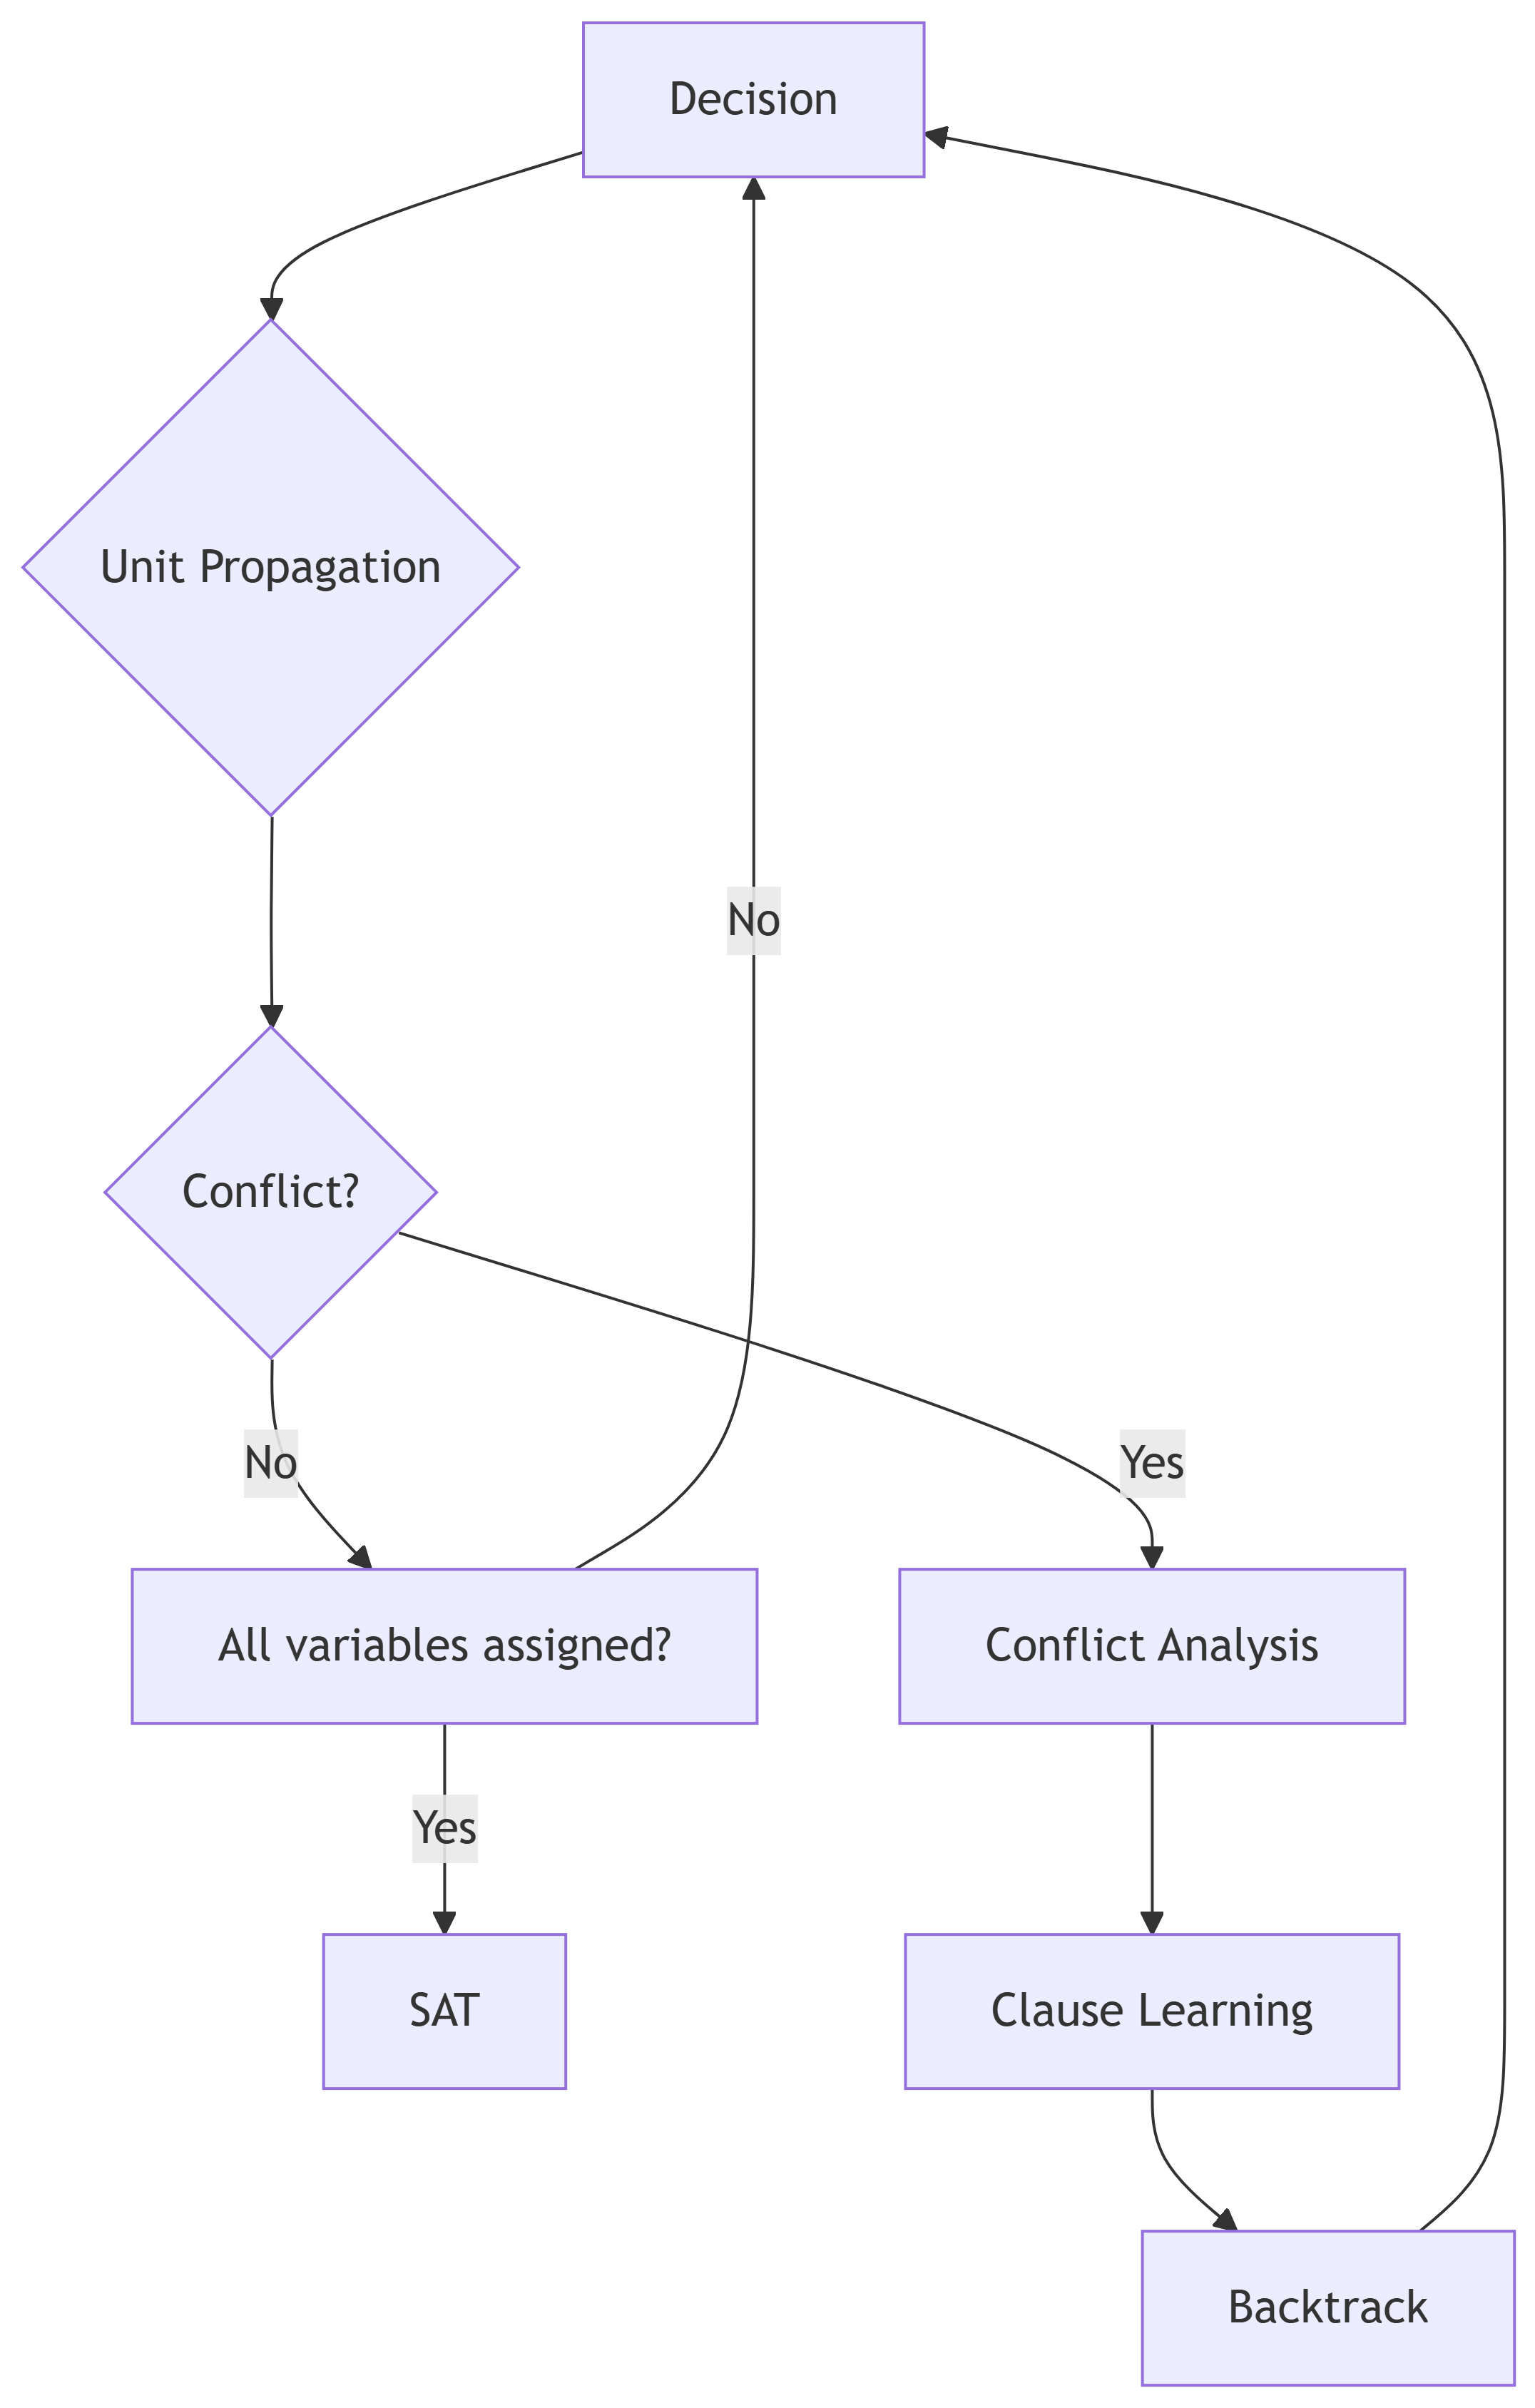 Decision
Unit Propagation
No
Conflict?
No
Yes
All variables assigned?
Conflict Analysis
Yes
SAT
Clause Learning
Backtrack